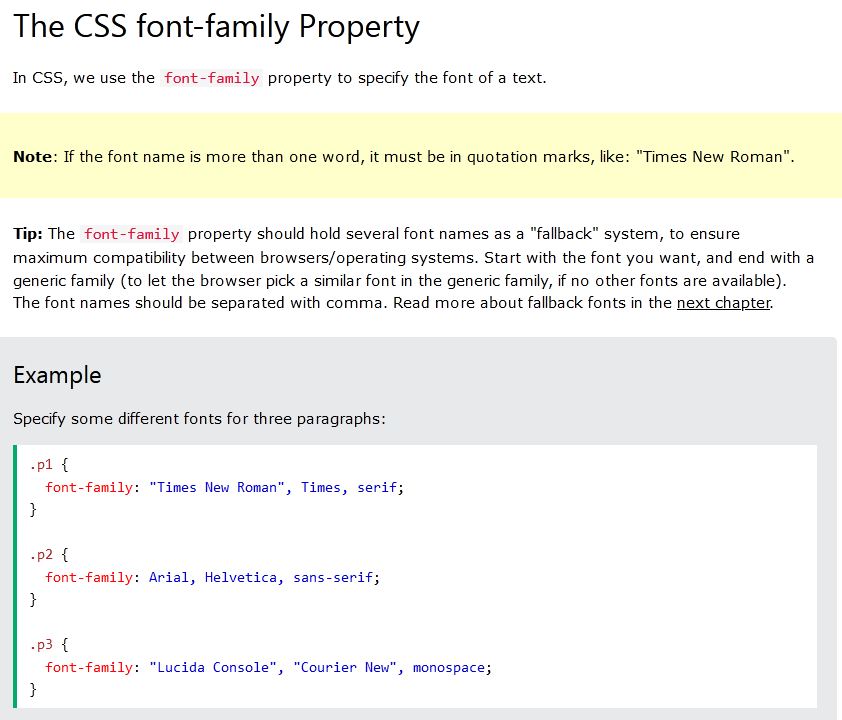 The CSS font-family Property
In CSS, we use the font-family property to specify the font of a text.
Note: If the font name is more than one word, it must be in quotation marks, like: "Times New Roman".
Tip: The font-family property should hold several font names as a "fallback" system, to ensure
maximum compatibility between browsers/operating systems. Start with the font you want, and end with a
generic family (to let the browser pick a similar font in the generic family, if no other fonts are available).
The font names should be separated with comma. Read more about fallback fonts in the next chapter.
Example
Specify some different fonts for three paragraphs:
.p1 {
  font-family: "Times New Roman", Times, serif;
}
.p2 {
  font-family: Arial, Helvetica, sans-serif;
}
.p3 {
  font-family: "Lucida Console", "Courier New", monospace;
}